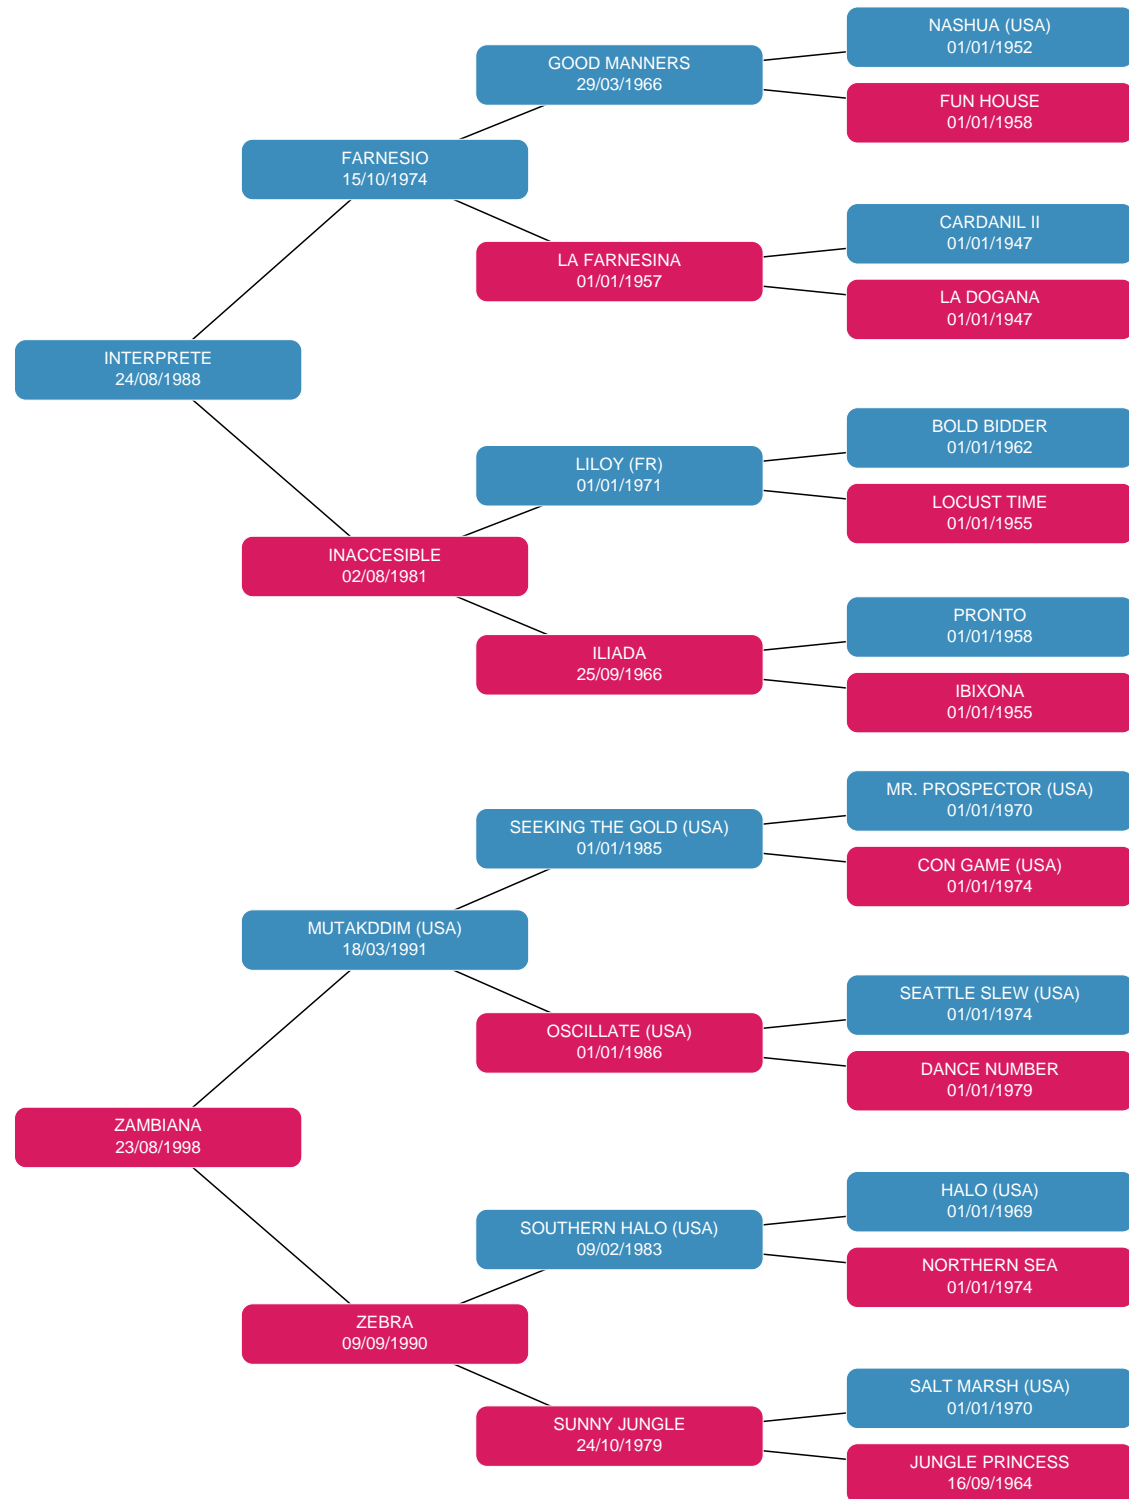 NASHUA (USA)
01/01/1952
GOOD MANNERS
29/03/1966
FUN HOUSE
01/01/1958
FARNESIO
15/10/1974
CARDANIL II
01/01/1947
LA FARNESINA
01/01/1957
LA DOGANA
01/01/1947
INTERPRETE
24/08/1988
BOLD BIDDER
01/01/1962
LILOY (FR)
01/01/1971
LOCUST TIME
01/01/1955
INACCESIBLE
02/08/1981
PRONTO
01/01/1958
ILIADA
25/09/1966
IBIXONA
01/01/1955
MR. PROSPECTOR (USA)
01/01/1970
SEEKING THE GOLD (USA)
01/01/1985
CON GAME (USA)
01/01/1974
MUTAKDDIM (USA)
18/03/1991
SEATTLE SLEW (USA)
01/01/1974
OSCILLATE (USA)
01/01/1986
DANCE NUMBER
01/01/1979
ZAMBIANA
23/08/1998
HALO (USA)
01/01/1969
SOUTHERN HALO (USA)
09/02/1983
NORTHERN SEA
01/01/1974
ZEBRA
09/09/1990
SALT MARSH (USA)
01/01/1970
SUNNY JUNGLE
24/10/1979
JUNGLE PRINCESS
16/09/1964